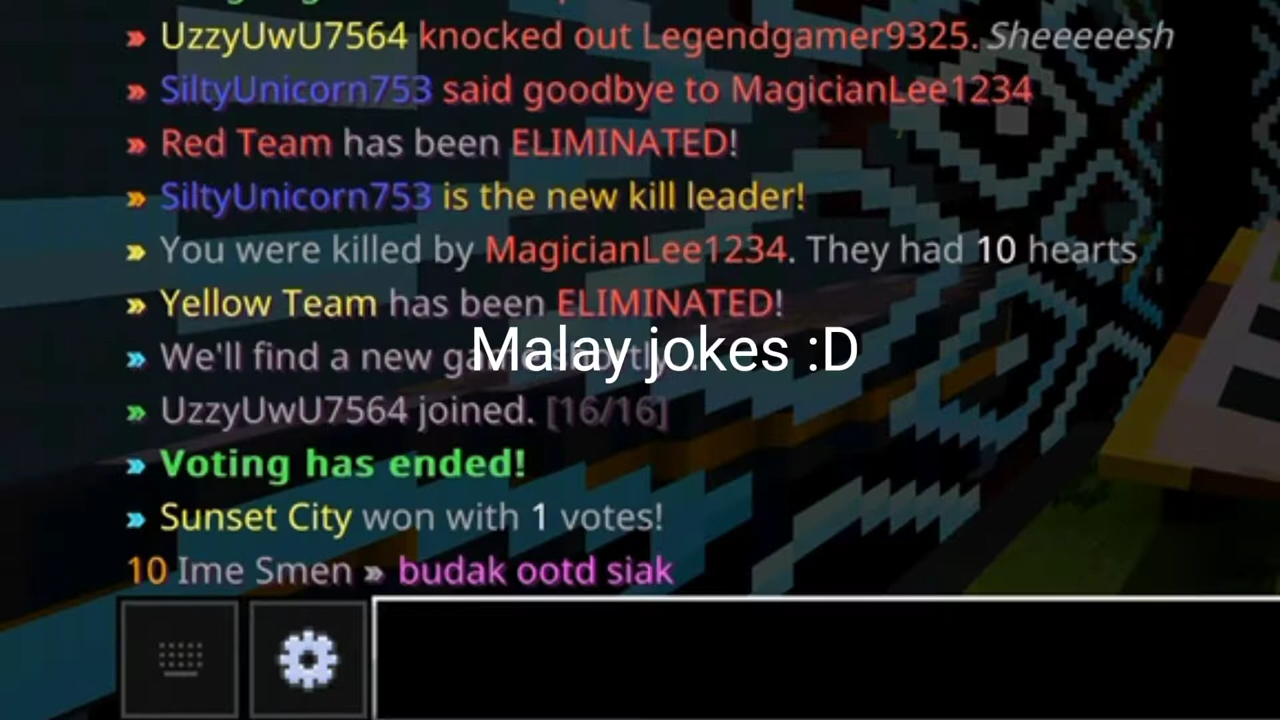 » UzzyUwU7564 knocked out Legendgamer9325. Sheeeeesh
» SiltyUnicorn753 said goodbye to MagicianLee1234
» Red Team has been ELIMINATED!
» SiltyUnicorn753 is the new kill leader!
» You were killed by MagicianLee1234. They had 10 hearts
» Yellow Team has been ELIMINATED!
Malay jokes :D
» We'll find a new game shortly...
» UzzyUwU7564 joined. [16/16]
» Voting has ended!
» Sunset City won with 1 votes!
10 Ime Smen » budak ootd siak